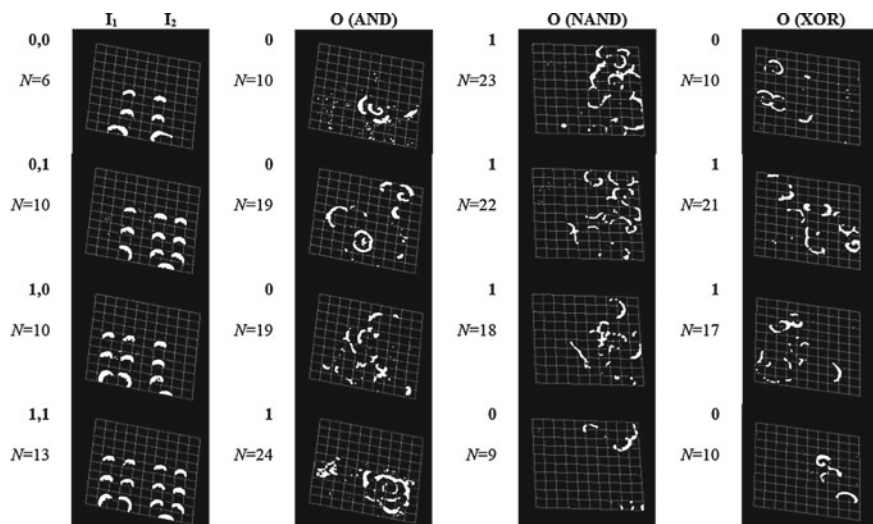 I₁ I₂ O (AND) O (NAND) O (XOR)
0,0 0 1 0
N=6 N=10 N=23 N=10
0,1 0 1 1
N=10 N=19 N=22 N=21
1,0 0 1 1
N=10 N=19 N=18 N=17
1,1 1 0 0
N=13 N=24 N=9 N=10